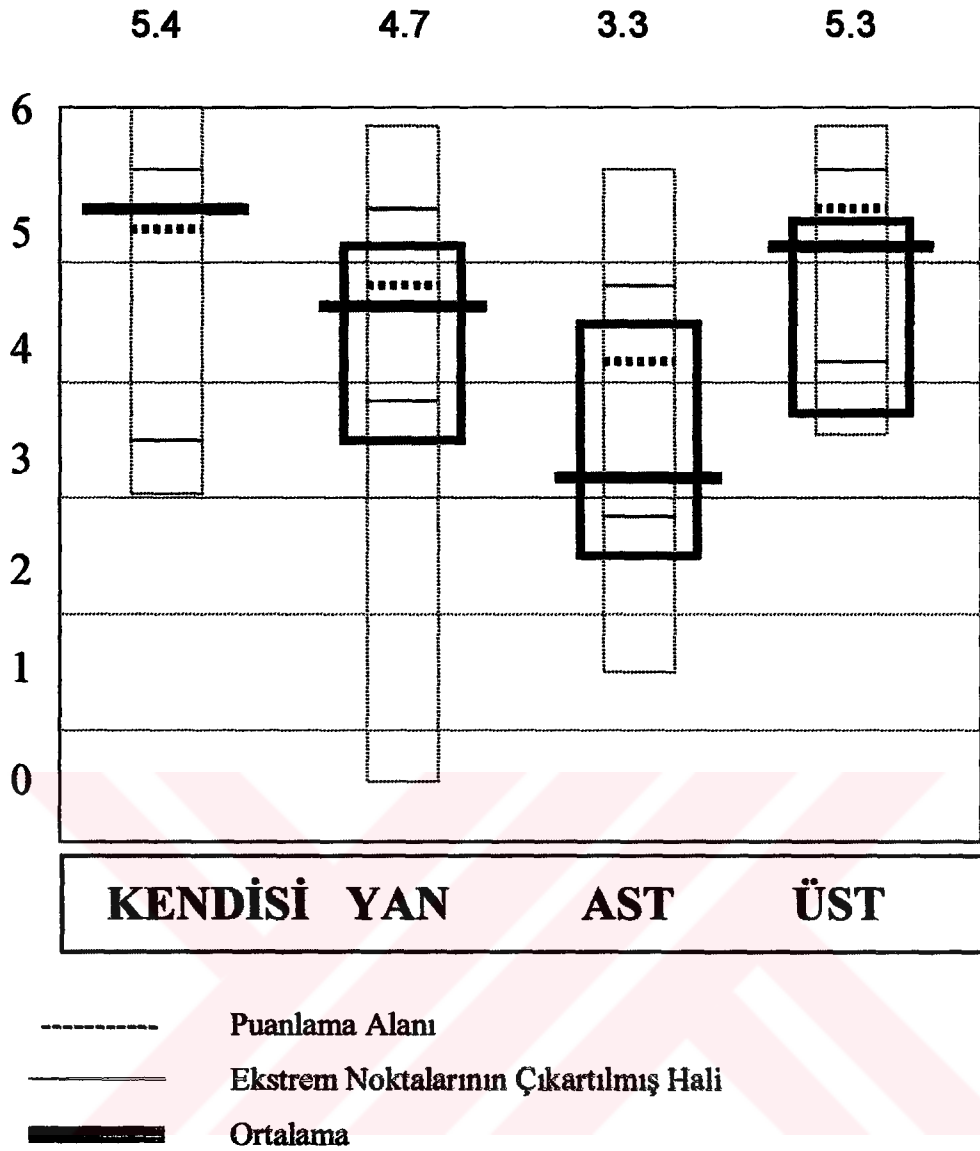 5.4 4.7 3.3 5.3
6
5
4
3
2
1
0
KENDİSİ YAN AST ÜST
Puanlama Alanı
Ekstrem Noktalarının Çıkartılmış Hali
Ortalama